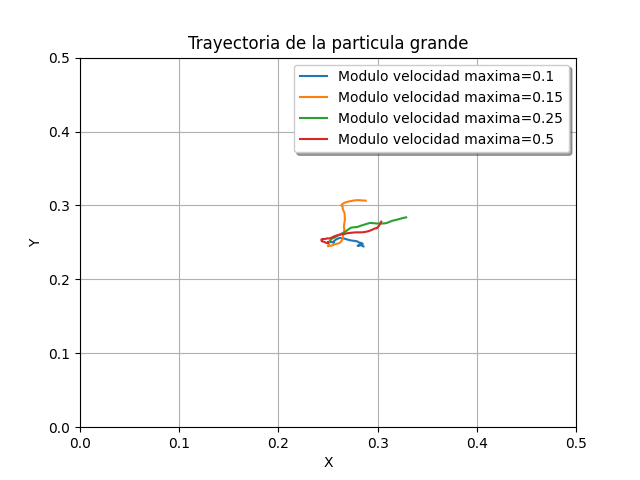 Trayectoria de la particula grande
Modulo velocidad maxima=0.1
Modulo velocidad maxima=0.15
Modulo velocidad maxima=0.25
Modulo velocidad maxima=0.5
0.5
0.4
0.3
0.2
0.1
0.0
Y
0.0 0.1 0.2 0.3 0.4 0.5
X